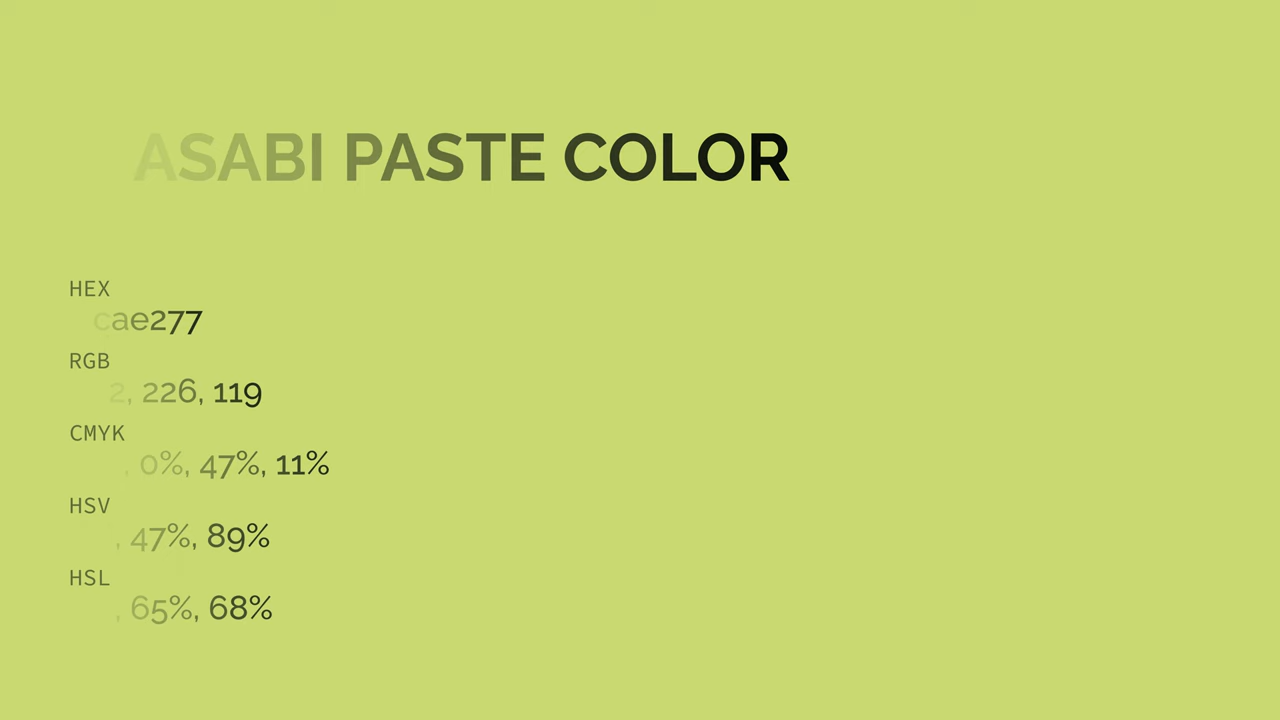 ASABI PASTE COLOR
HEX
cae277
RGB
2, 226, 119
CMYK
, 0%, 47%, 11%
HSV
, 47%, 89%
HSL
, 65%, 68%